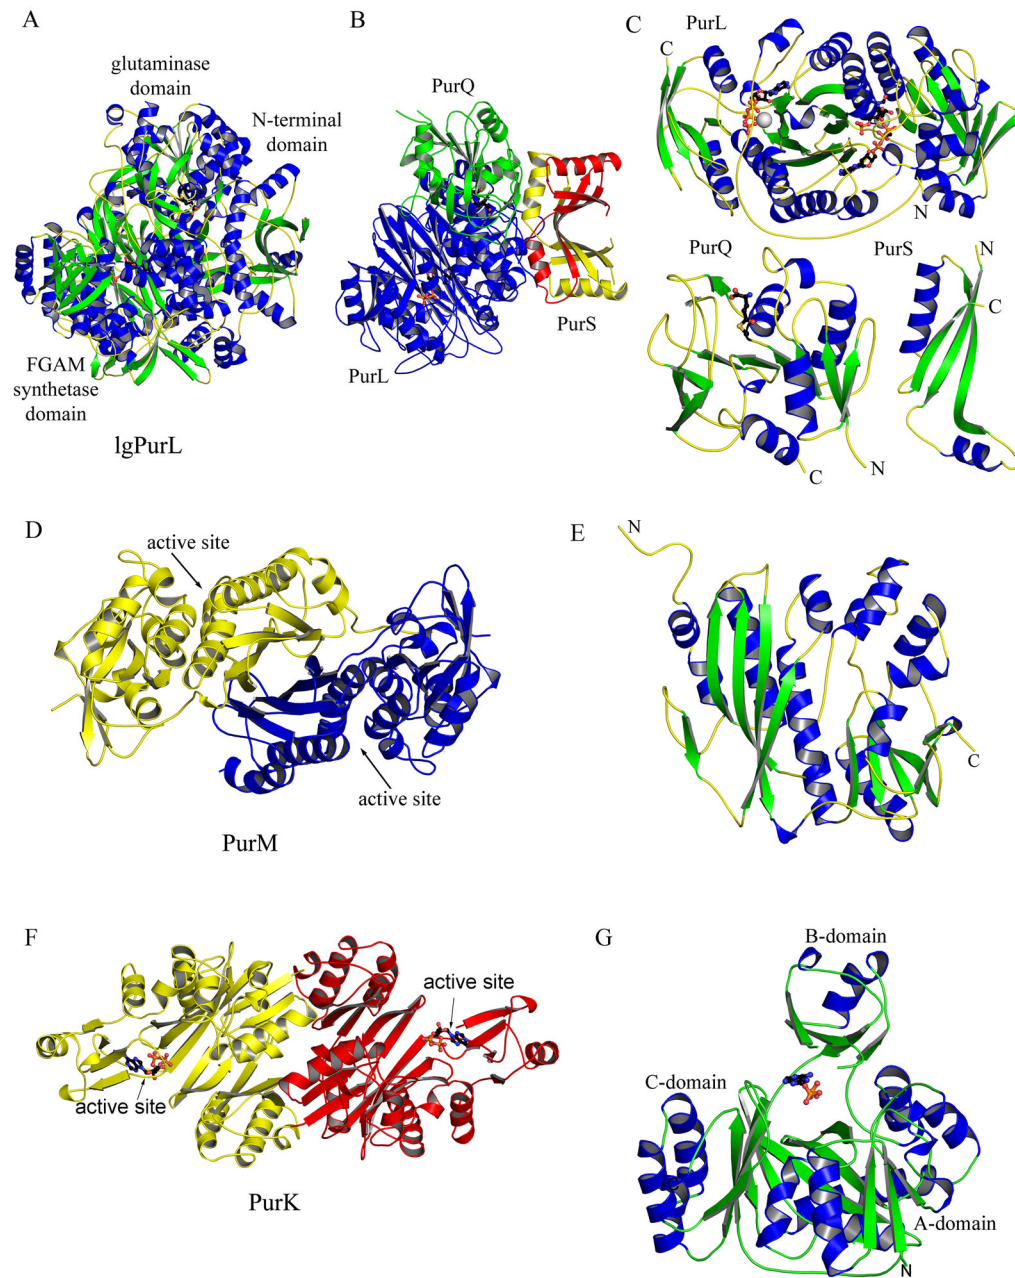 A
glutaminase
domain
N-terminal
domain
FGAM
synthetase
domain
lgPurL
B
PurQ
PurS
PurL
C
PurL
C
N
PurQ
C
N
PurS
N
C
D
active site
active site
PurM
E
N
C
F
active site
active site
PurK
G
B-domain
C-domain
A-domain
N